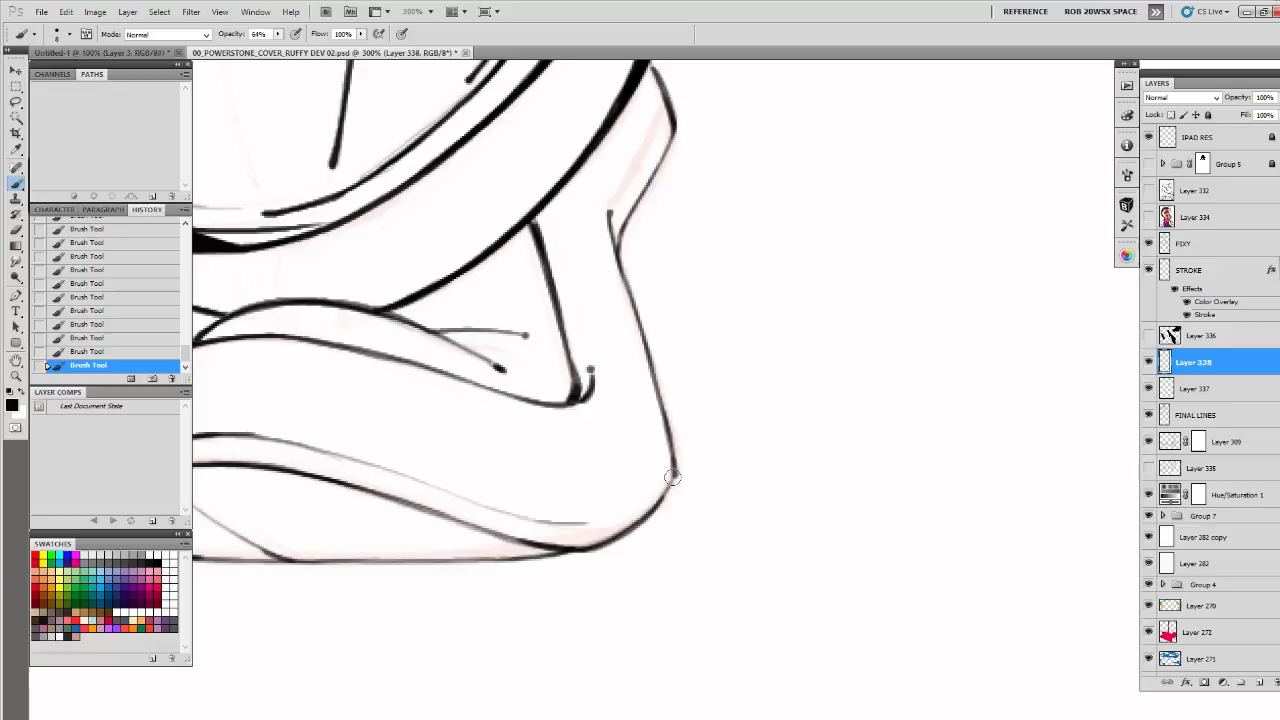 Ps File Edit Image Layer Select Filter View Window Help Br Mb 300% REFERENCE ROB 20WSX SPACE CS Live
8 Mode: Normal Opacity: 64% Flow: 100%
Untitled-1 @ 100% (Layer 3, RGB/8#) * 00_POWERSTONE_COVER_RUFFY DEV 02.psd @ 300% (Layer 338, RGB/8*) *
CHANNELS PATHS
CHARACTER PARAGRAPH HISTORY
Brush Tool
Brush Tool
Brush Tool
Brush Tool
Brush Tool
Brush Tool
Brush Tool
Brush Tool
Brush Tool
Brush Tool
Brush Tool
LAYER COMPS
Last Document State
SWATCHES
LAYERS
Normal Opacity: 100%
Lock: Fill: 100%
IPAD RES
Group 5
Layer 332
Layer 334
FIXY
STROKE fx
Effects
Color Overlay
Stroke
Layer 336
Layer 338
Layer 337
FINAL LINES
Layer 309
Layer 335
Hue/Saturation 1
Group 7
Layer 282 copy
Layer 282
Group 4
Layer 270
Layer 272
Layer 271